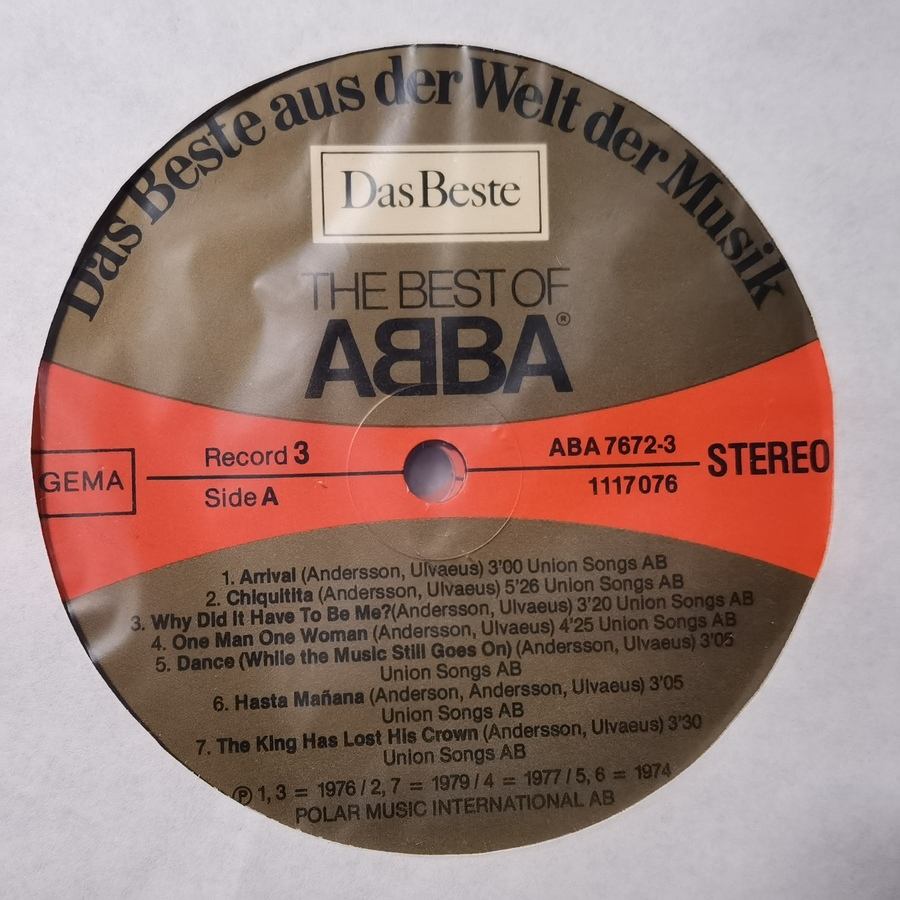 Das Beste aus der Welt der Musik
Das Beste
THE BEST OF
ABBA®
GEMA
Record 3
Side A
ABA 7672-3
1117076
STEREO
1. Arrival (Andersson, Ulvaeus) 3'00 Union Songs AB
2. Chiquitita (Andersson, Ulvaeus) 5'26 Union Songs AB
3. Why Did It Have To Be Me?(Andersson, Ulvaeus) 3'20 Union Songs AB
4. One Man One Woman (Andersson, Ulvaeus) 4'25 Union Songs AB
5. Dance (While the Music Still Goes On) (Andersson, Ulvaeus) 3'05
Union Songs AB
6. Hasta Mañana (Anderson, Andersson, Ulvaeus) 3'05
Union Songs AB
7. The King Has Lost His Crown (Andersson, Ulvaeus) 3'30
Union Songs AB
℗ 1, 3 = 1976 / 2, 7 = 1979 / 4 = 1977 / 5, 6 = 1974
POLAR MUSIC INTERNATIONAL AB